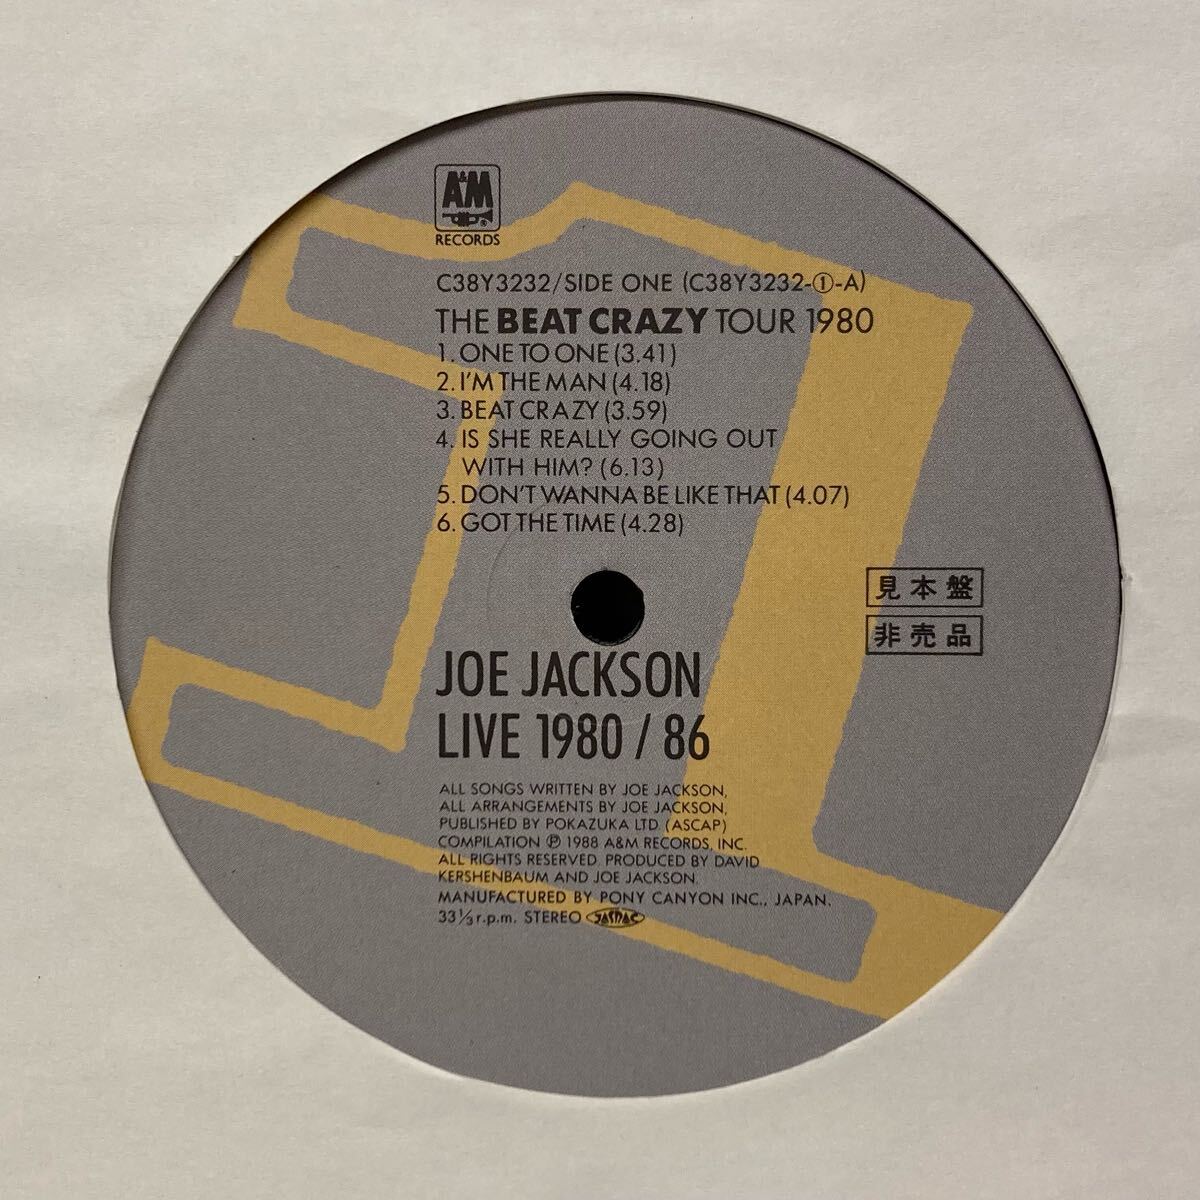 A&M
RECORDS
C38Y3232/SIDE ONE (C38Y3232-①-A)
THE BEAT CRAZY TOUR 1980
1. ONE TO ONE (3.41)
2. I'M THE MAN (4.18)
3. BEAT CRAZY (3.59)
4. IS SHE REALLY GOING OUT
WITH HIM? (6.13)
5. DON'T WANNA BE LIKE THAT (4.07)
6. GOT THE TIME (4.28)
見本盤
非売品
JOE JACKSON
LIVE 1980 / 86
ALL SONGS WRITTEN BY JOE JACKSON,
ALL ARRANGEMENTS BY JOE JACKSON,
PUBLISHED BY POKAZUKA LTD. (ASCAP)
COMPILATION ℗ 1988 A&M RECORDS, INC.
ALL RIGHTS RESERVED. PRODUCED BY DAVID
KERSHENBAUM AND JOE JACKSON.
MANUFACTURED BY PONY CANYON INC., JAPAN.
33⅓ r.p.m. STEREO JASRAC